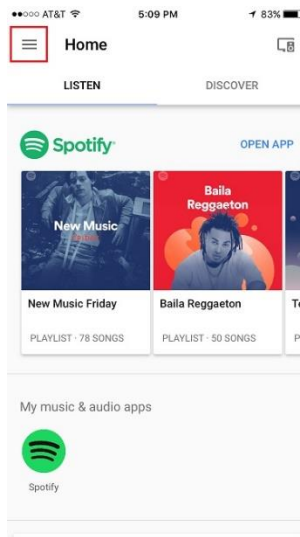 AT&T 5:09 PM 83%
Home
LISTEN DISCOVER
Spotify OPEN APP
New Music
Baila
Reggaeton
New Music Friday Baila Reggaeton
PLAYLIST · 78 SONGS PLAYLIST · 50 SONGS
My music & audio apps
Spotify